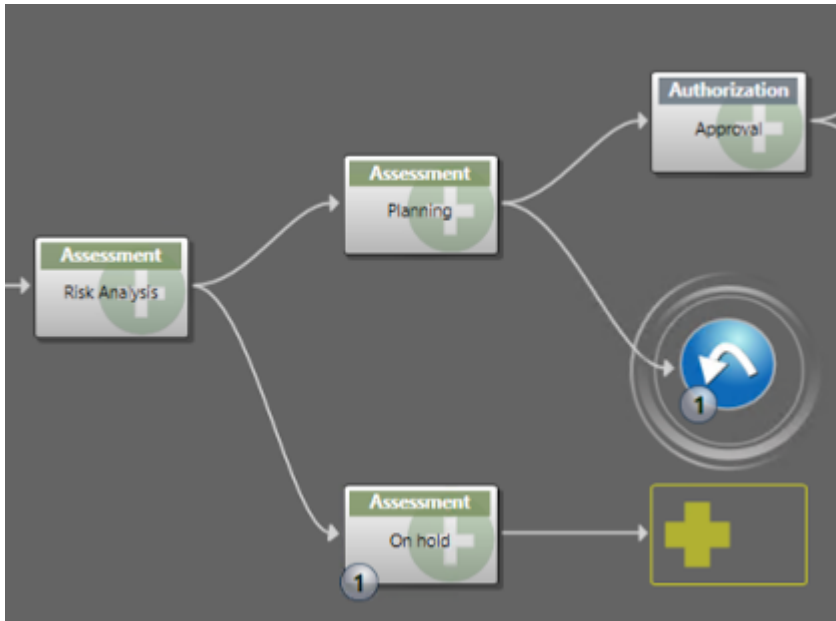 Authorization
Approval
Assessment
Planning
Assessment
Risk Analysis
1
Assessment
On hold
1